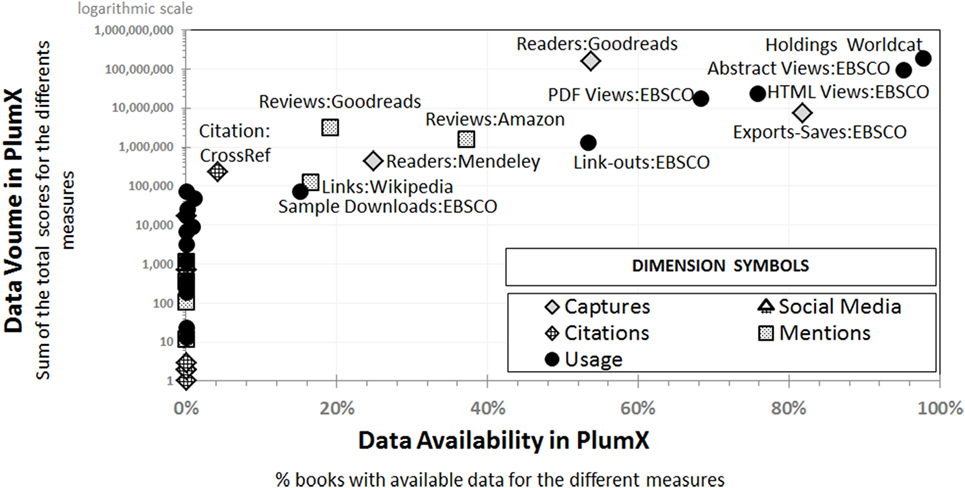 logarithmic scale
Data Voume in PlumX
Sum of the total scores for the differents
measures
1,000,000,000
100,000,000
10,000,000
1,000,000
100,000
10,000
1,000
100
10
1
Readers:Goodreads
Holdings Worldcat
Abstract Views:EBSCO
PDF Views:EBSCO
HTML Views:EBSCO
Reviews:Goodreads
Reviews:Amazon
Exports-Saves:EBSCO
Citation:
CrossRef
Readers:Mendeley
Link-outs:EBSCO
Links:Wikipedia
Sample Downloads:EBSCO
DIMENSION SYMBOLS
Captures
Social Media
Citations
Mentions
Usage
0%
20%
40%
60%
80%
100%
Data Availability in PlumX
% books with available data for the different measures